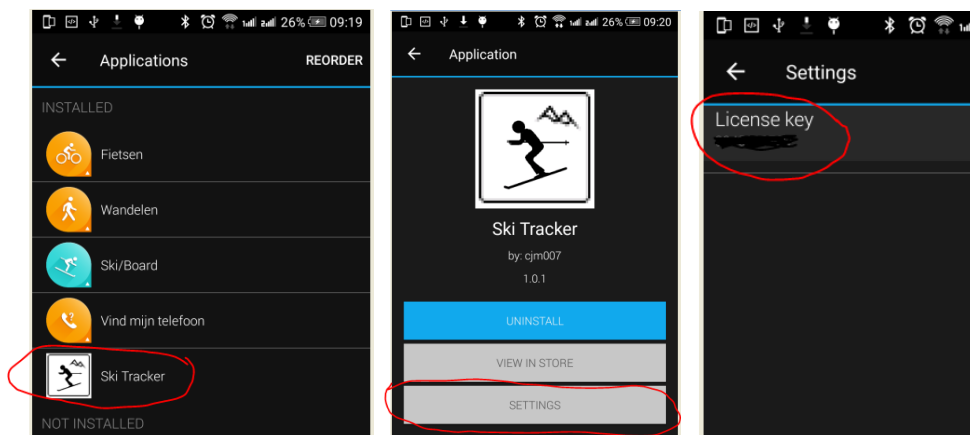 26% 09:19
Applications REORDER
INSTALLED
Fietsen
Wandelen
Ski/Board
Vind mijn telefoon
Ski Tracker
NOT INSTALLED
26% 09:20
Application
Ski Tracker
by: cjm007
1.0.1
UNINSTALL
VIEW IN STORE
SETTINGS
Settings
License key